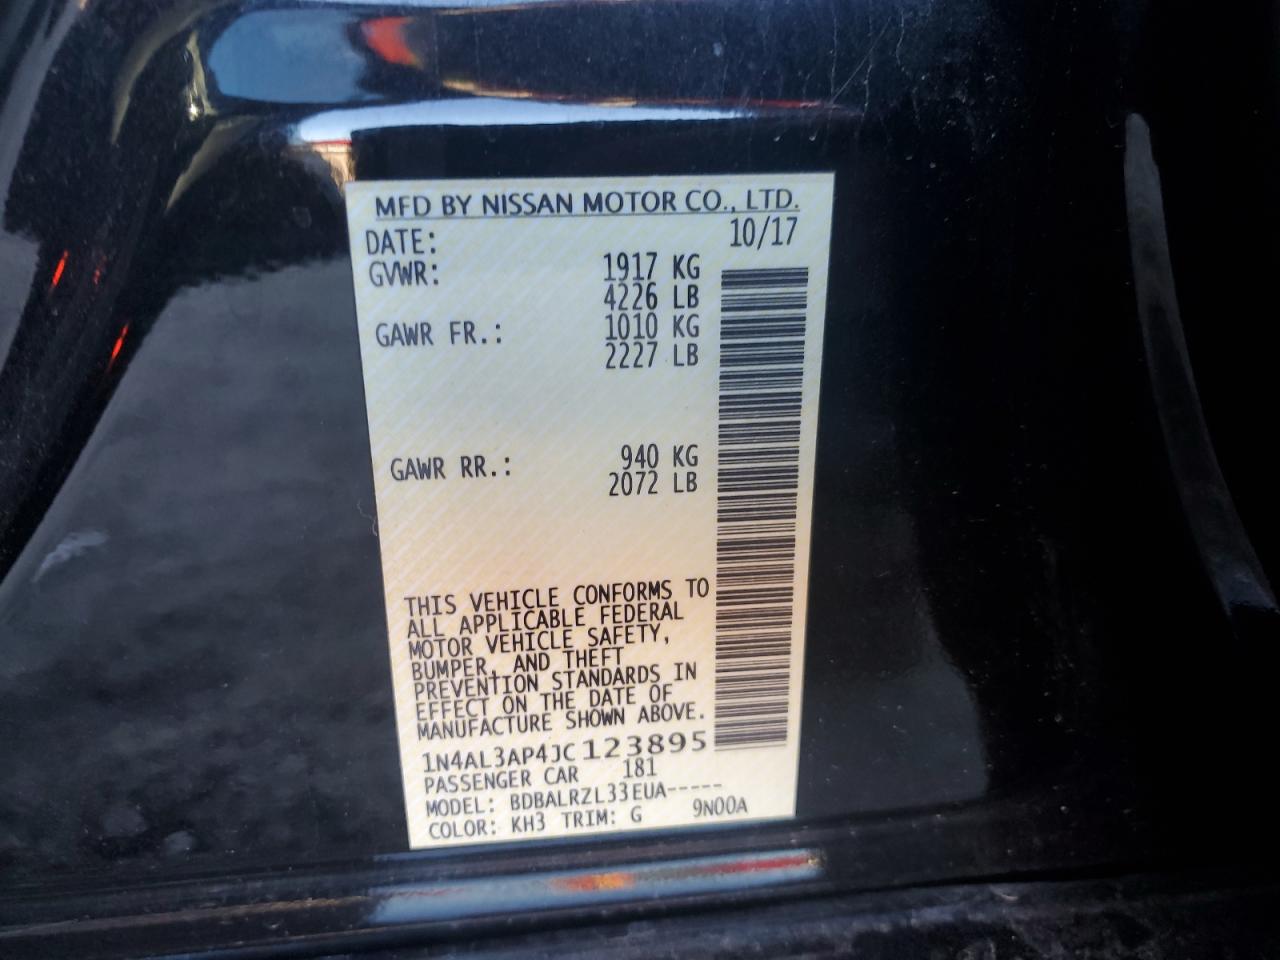 MFD BY NISSAN MOTOR CO., LTD.
DATE: 10/17
GVWR: 1917 KG
4226 LB
GAWR FR.: 1010 KG
2227 LB
GAWR RR.: 940 KG
2072 LB
THIS VEHICLE CONFORMS TO
ALL APPLICABLE FEDERAL
MOTOR VEHICLE SAFETY,
BUMPER, AND THEFT
PREVENTION STANDARDS IN
EFFECT ON THE DATE OF
MANUFACTURE SHOWN ABOVE.
1N4AL3AP4JC123895
PASSENGER CAR 181
MODEL: BDBALRZL33EUA-----
COLOR: KH3 TRIM: G 9N00A